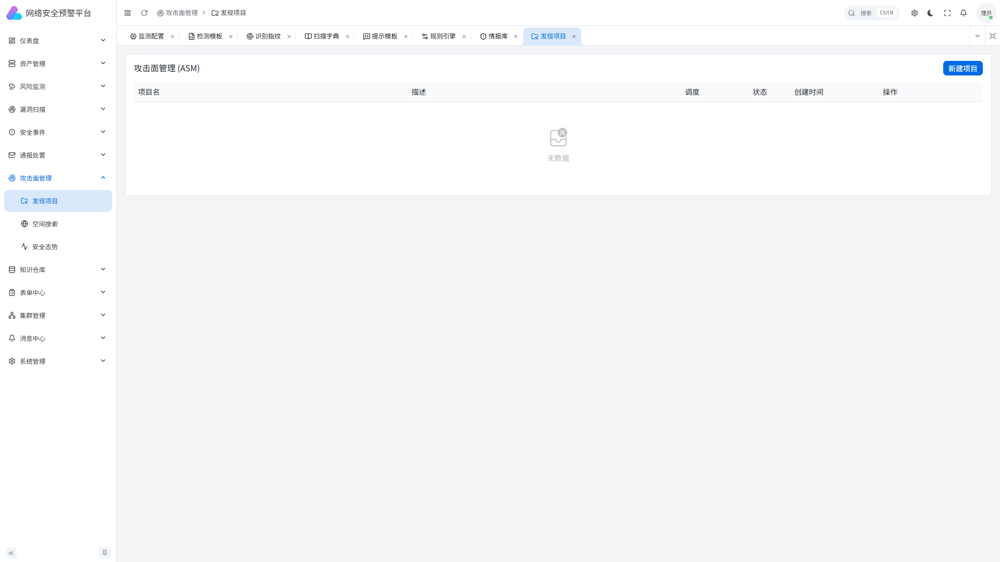 网络安全预警平台
攻击面管理
发现项目
搜索
Ctrl K
理员
监测配置
检测模板
识别指纹
扫描字典
提示模板
规则引擎
情报库
发现项目
仪表盘
资产管理
风险监测
漏洞扫描
安全事件
通报处置
攻击面管理
发现项目
空间搜索
安全态势
知识仓库
表单中心
集群管理
消息中心
系统管理
攻击面管理 (ASM)
新建项目
项目名 描述 调度 状态 创建时间 操作
无数据